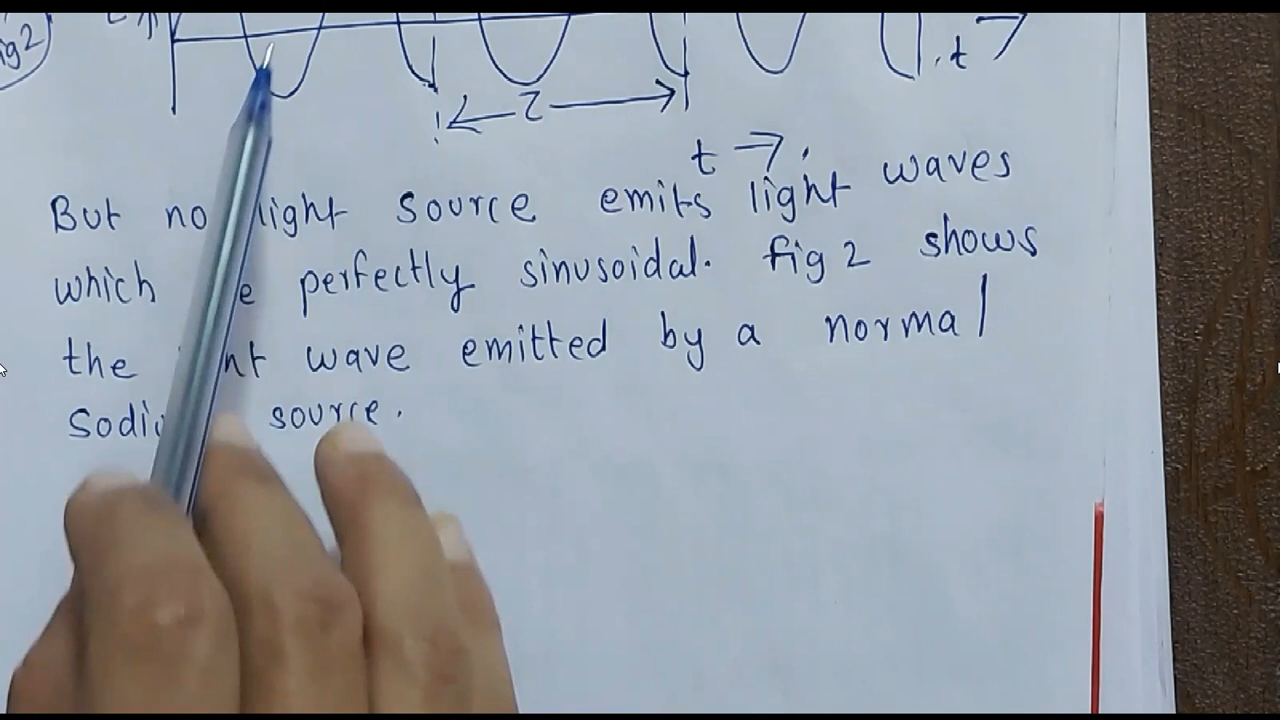 fig2
t →
τ
t →
But no light source emits light waves
which perfectly sinusoidal. fig 2 shows
the wave emitted by a normal
source.